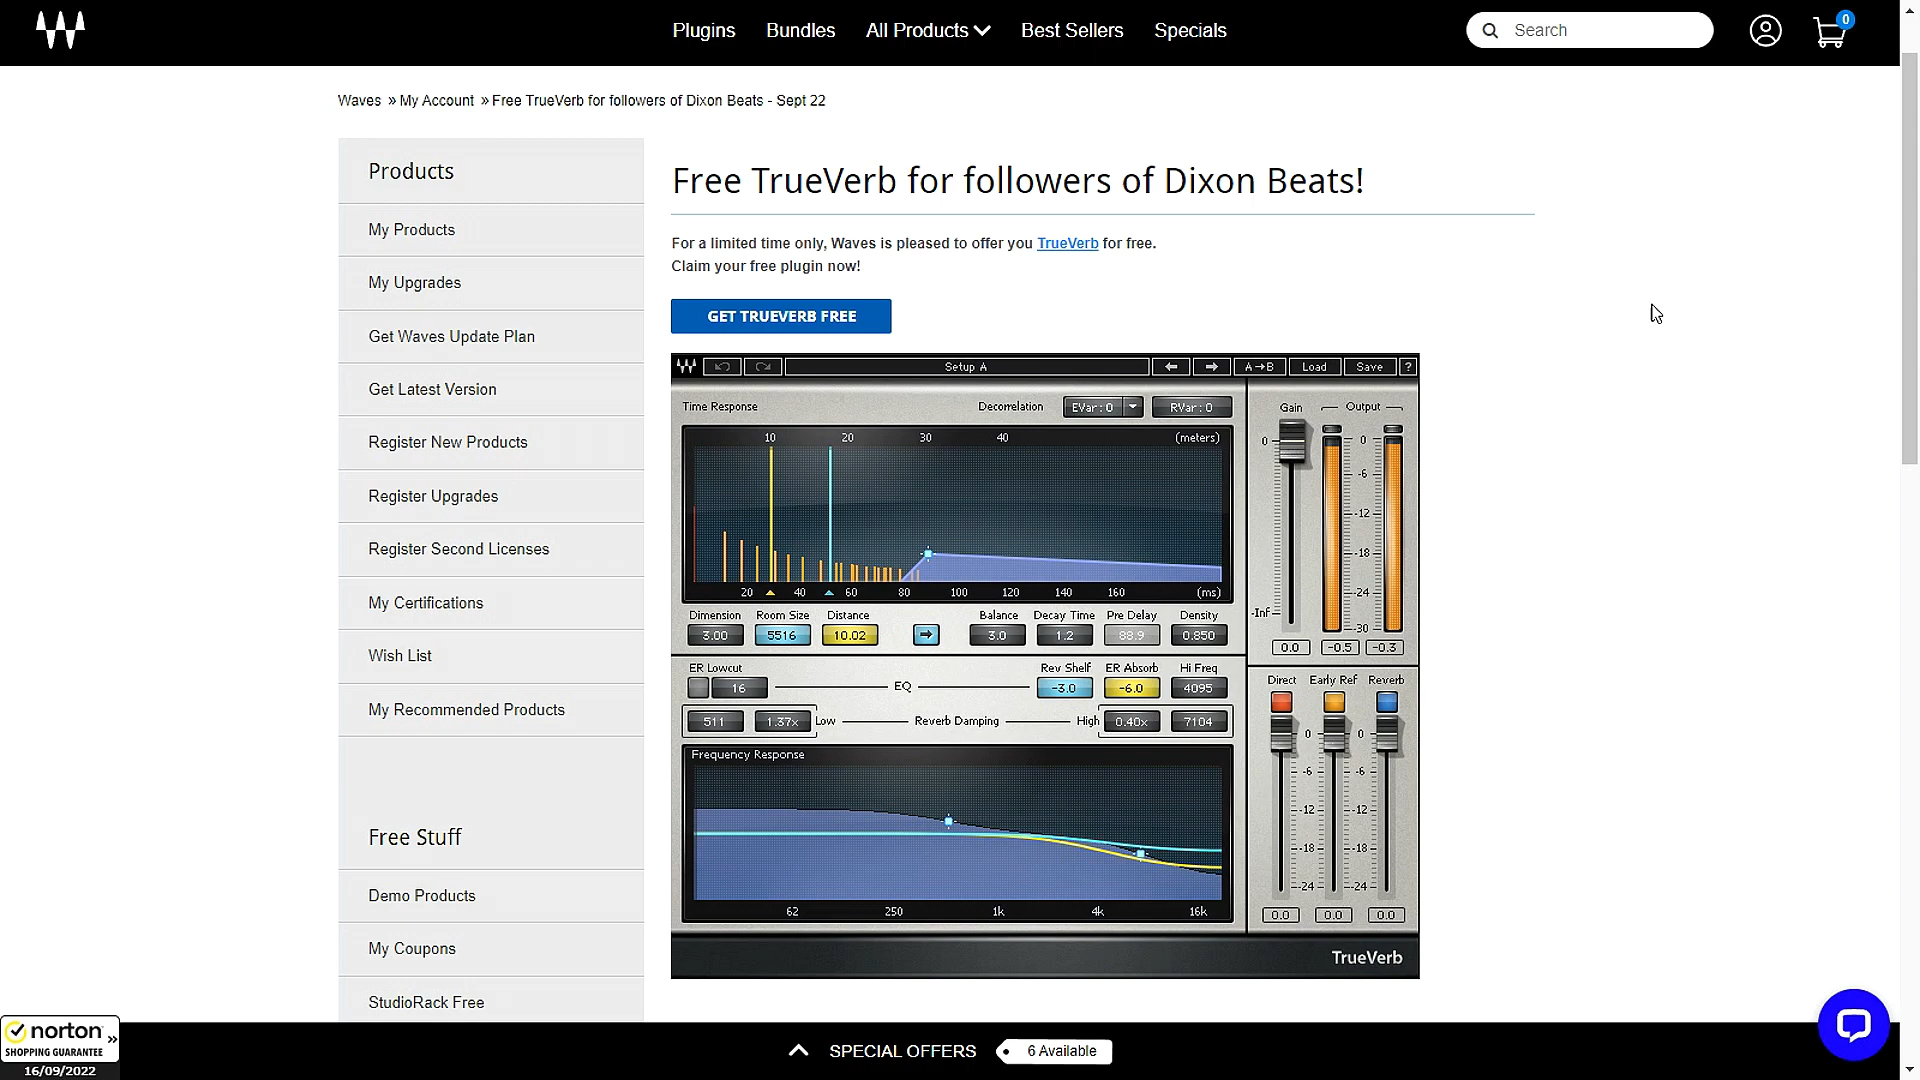 Plugins Bundles All Products Best Sellers Specials Search 0
Waves » My Account » Free TrueVerb for followers of Dixon Beats - Sept 22
Products
My Products
My Upgrades
Get Waves Update Plan
Get Latest Version
Register New Products
Register Upgrades
Register Second Licenses
My Certifications
Wish List
My Recommended Products
Free Stuff
Demo Products
My Coupons
StudioRack Free
Free TrueVerb for followers of Dixon Beats!
For a limited time only, Waves is pleased to offer you TrueVerb for free.
Claim your free plugin now!
GET TRUEVERB FREE
Setup A A→B Load Save ?
Time Response Decorrelation EVar: 0 RVar: 0
10 20 30 40 (meters)
20 40 60 80 100 120 140 160 (ms)
Dimension Room Size Distance Balance Decay Time Pre Delay Density
3.00 5516 10.02 3.0 1.2 88.9 0.850
ER Lowcut Rev Shelf ER Absorb Hi Freq
16 EQ -3.0 -6.0 4095
511 1.37x Low Reverb Damping High 0.40x 7104
Frequency Response
62 250 1k 4k 16k
Gain Output
0 0
-6
-12
-18
-24
-Inf
-30
0.0 -0.5 -0.3
Direct Early Ref Reverb
0 0
-6 -6
-12 -12
-18 -18
-24 -24
0.0 0.0 0.0
TrueVerb
norton »
SHOPPING GUARANTEE
16/09/2022
SPECIAL OFFERS 6 Available